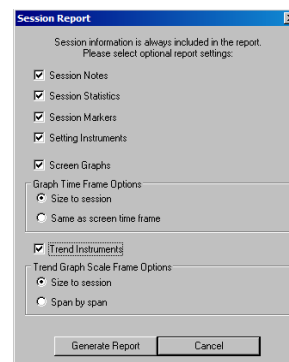 Session Report
Session information is always included in the report.
Please select optional report settings:
Session Notes
Session Statistics
Session Markers
Setting Instruments
Screen Graphs
Graph Time Frame Options
Size to session
Same as screen time frame
Trend Instruments
Trend Graph Scale Frame Options
Size to session
Span by span
Generate Report Cancel